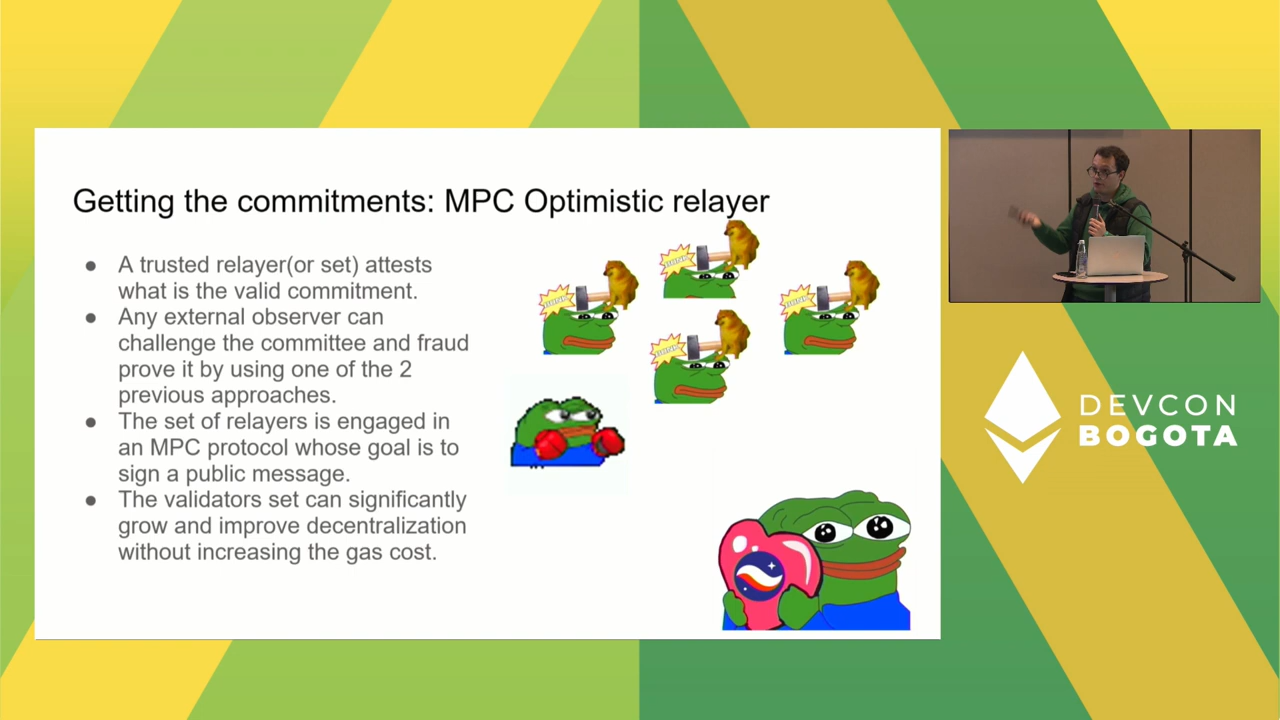 Getting the commitments: MPC Optimistic relayer
● A trusted relayer(or set) attests
what is the valid commitment.
● Any external observer can
challenge the committee and fraud
prove it by using one of the 2
previous approaches.
● The set of relayers is engaged in
an MPC protocol whose goal is to
sign a public message.
● The validators set can significantly
grow and improve decentralization
without increasing the gas cost.
DEVCON
BOGOTA